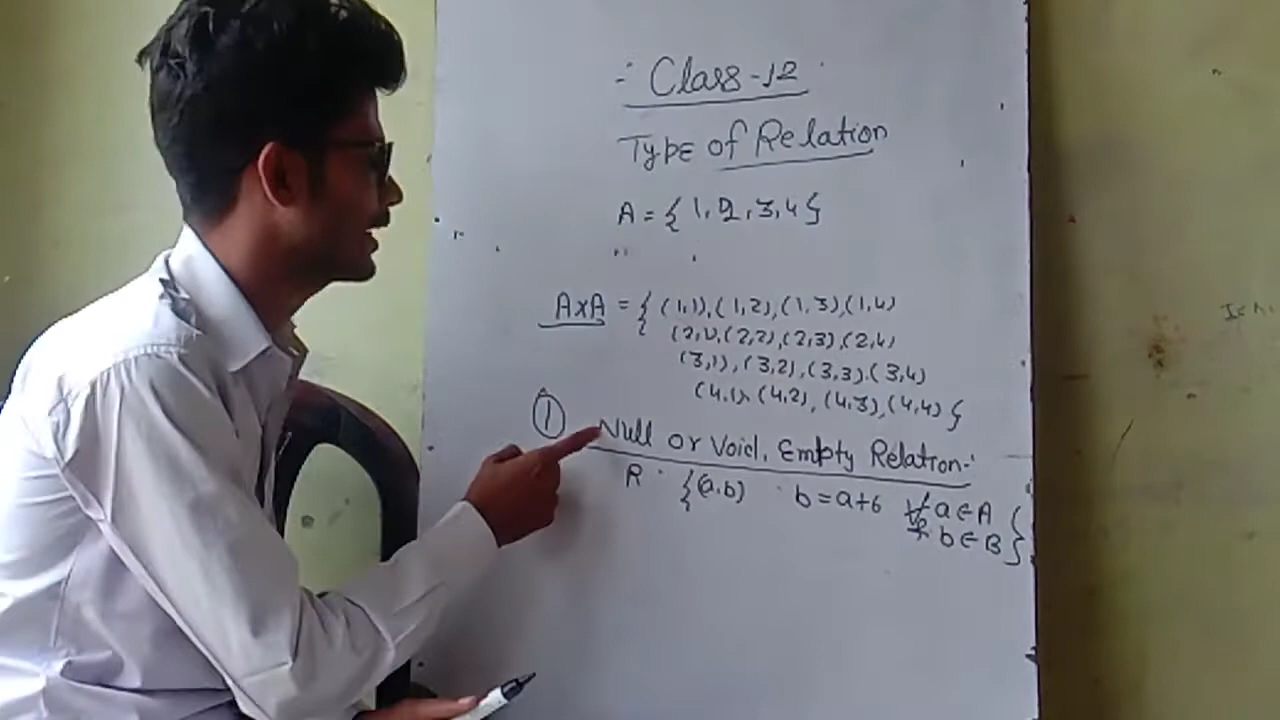 Class-12
Type of Relation
A = { 1, 2, 3, 4 }
AxA = { (1,1), (1,2), (1,3), (1,4)
(2,1), (2,2), (2,3), (2,4)
(3,1), (3,2), (3,3), (3,4)
(4,1), (4,2), (4,3), (4,4) }
① Null or Void, Empty Relation:-
R : {(a,b) : b=a+6 ∀ a∈A
& b∈B }